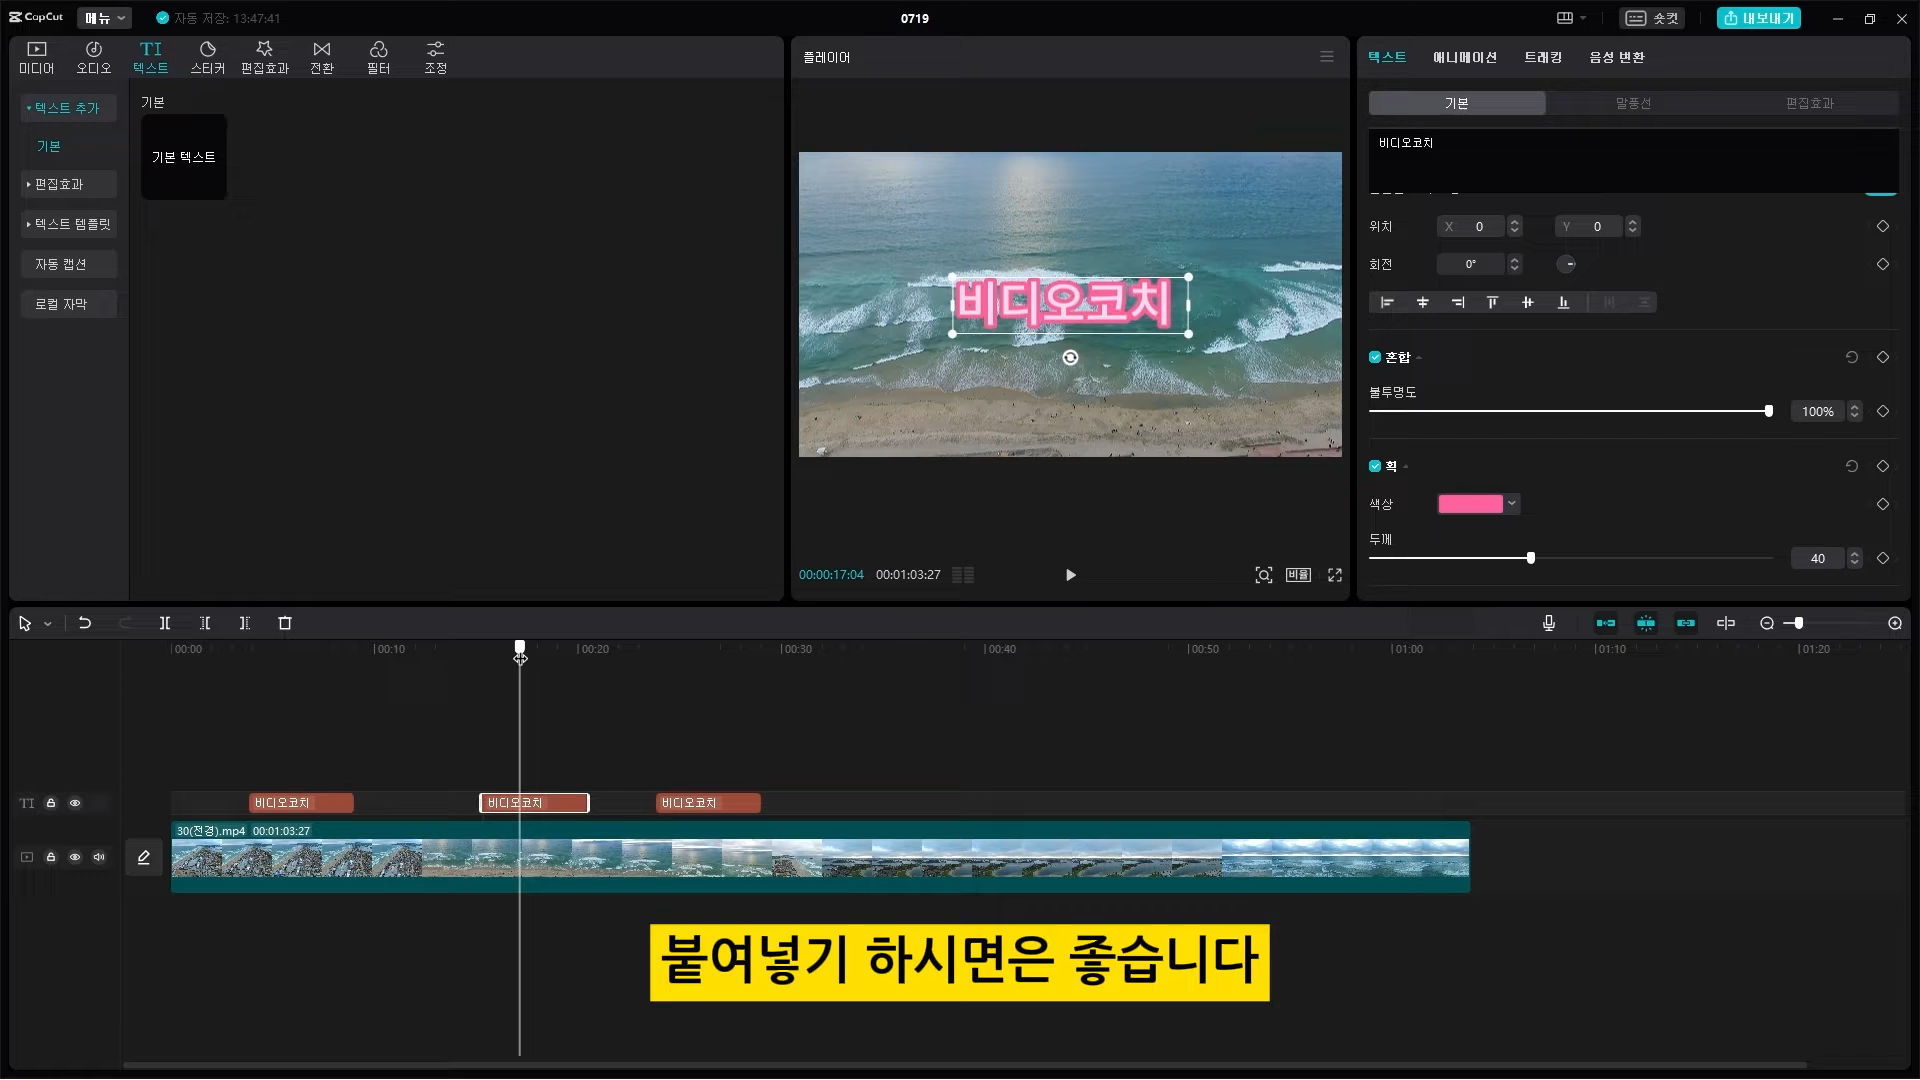 CapCut 메뉴 자동 저장: 13:47:41 0719 숏컷 내보내기
미디어 오디오 텍스트 스티커 편집효과 전환 필터 조정
텍스트 추가
기본
편집효과
텍스트 템플릿
자동 캡션
로컬 자막
기본
기본 텍스트
플레이어
비디오코치
00:00:17:04 00:01:03:27 비율
텍스트 애니메이션 트래킹 음성 변환
기본 말풍선 편집효과
비디오코치
위치 X 0 Y 0
회전 0°
혼합
불투명도
100%
획
색상
두께
40
00:00 00:10 00:20 00:30 00:40 00:50 01:00 01:10 01:20
TI 비디오코치 비디오코치 비디오코치
30(전경).mp4 00:01:03:27
붙여넣기 하시면은 좋습니다